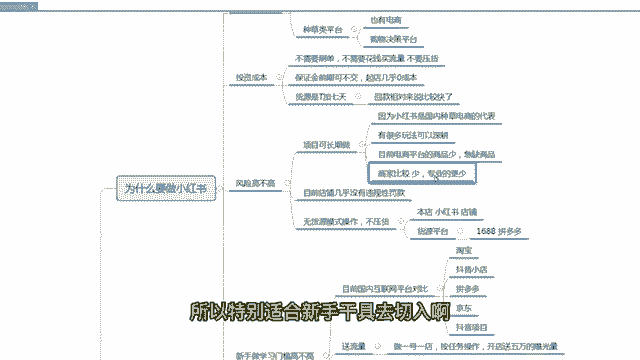 种草类平台
也有电商
购物决策平台
投资成本
不需要刷单，不需要花钱买流量 不要压货
保证金前期可不交，起店几乎0成本
货源是T加七天
回款相对来说比较快了
为什么要做小红书
风险高不高
项目可长期做
因为小红书是国内种草电商的代表
有很多玩法可以深耕
目前电商平台的商品少，物缺商品
商家比较少，专业的更少
目前店铺几乎没有违规性罚款
无货源模式操作，不压货
本店 小红书 店铺
货源平台
1688 拼多多
新手做学习门槛高不高
目前国内互联网平台对比
淘宝
抖音小店
拼多多
京东
抖音项目
送流量
做一号一店，按任务操作，开店送五万的曝光量
所以特别适合新手干具去切入啊